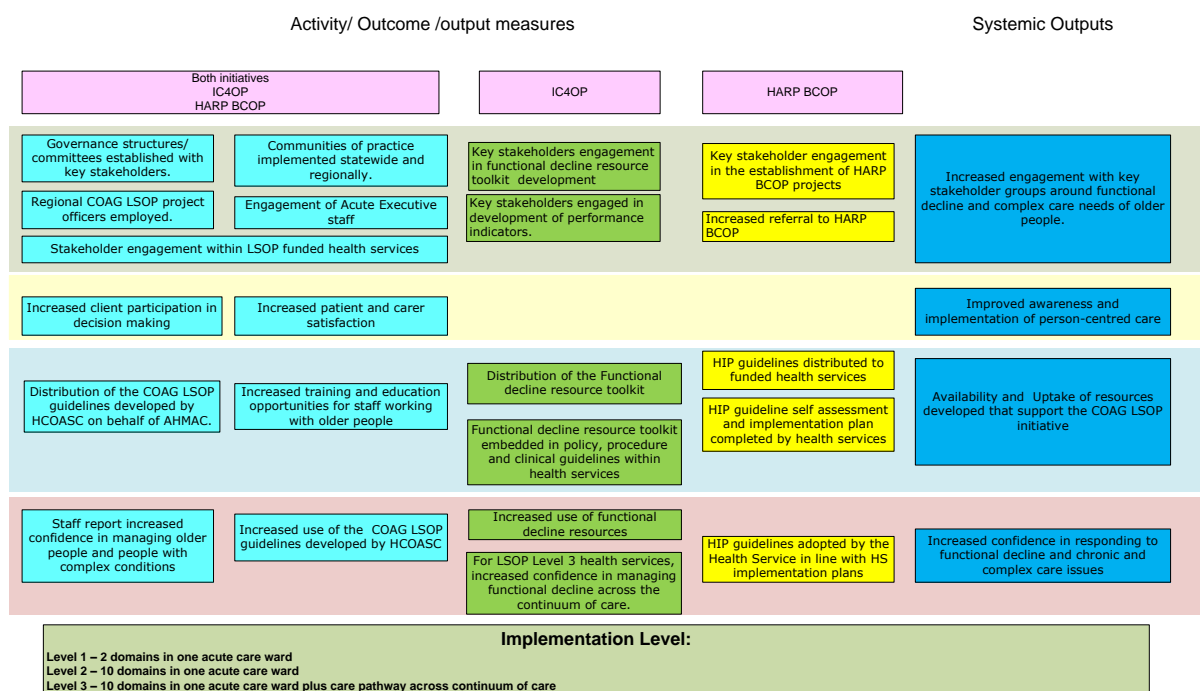 Activity/ Outcome /output measures
Systemic Outputs
Both initiatives
IC4OP
HARP BCOP
IC4OP
HARP BCOP
Governance structures/
committees established with
key stakeholders.
Communities of practice
implemented statewide and
regionally.
Key stakeholders engagement
in functional decline resource
toolkit development
Key stakeholder engagement
in the establishment of HARP
BCOP projects
Increased engagement with key
stakeholder groups around functional
decline and complex care needs of older
people.
Regional COAG LSOP project
officers employed.
Engagement of Acute Executive
staff
Key stakeholders engaged in
development of performance
indicators.
Increased referral to HARP
BCOP
Stakeholder engagement within LSOP funded health services
Increased client participation in
decision making
Increased patient and carer
satisfaction
Improved awareness and
implementation of person-centred care
Distribution of the COAG LSOP
guidelines developed by
HCOASC on behalf of AHMAC.
Increased training and education
opportunities for staff working
with older people
Distribution of the Functional
decline resource toolkit
HIP guidelines distributed to
funded health services
Availability and Uptake of resources
developed that support the COAG LSOP
initiative
Functional decline resource toolkit
embedded in policy, procedure
and clinical guidelines within
health services
HIP guideline self assessment
and implementation plan
completed by health services
Staff report increased
confidence in managing older
people and people with
complex conditions
Increased use of the COAG LSOP
guidelines developed by HCOASC
Increased use of functional
decline resources
HIP guidelines adopted by the
Health Service in line with HS
implementation plans
Increased confidence in responding to
functional decline and chronic and
complex care issues
For LSOP Level 3 health services,
increased confidence in managing
functional decline across the
continuum of care.
Implementation Level:
Level 1 – 2 domains in one acute care ward
Level 2 – 10 domains in one acute care ward
Level 3 – 10 domains in one acute care ward plus care pathway across continuum of care